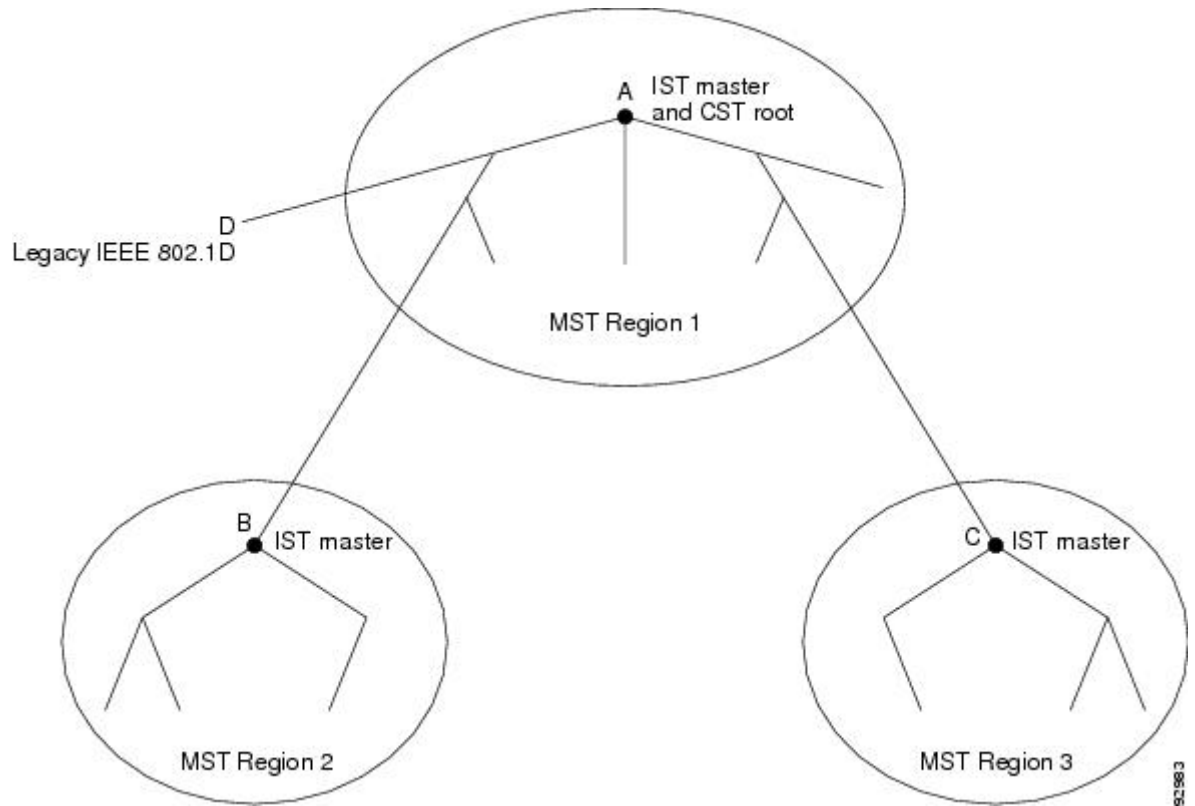 A
IST master
and CST root
D
Legacy IEEE 802.1D
MST Region 1
B
IST master
C
IST master
MST Region 2
MST Region 3
92983